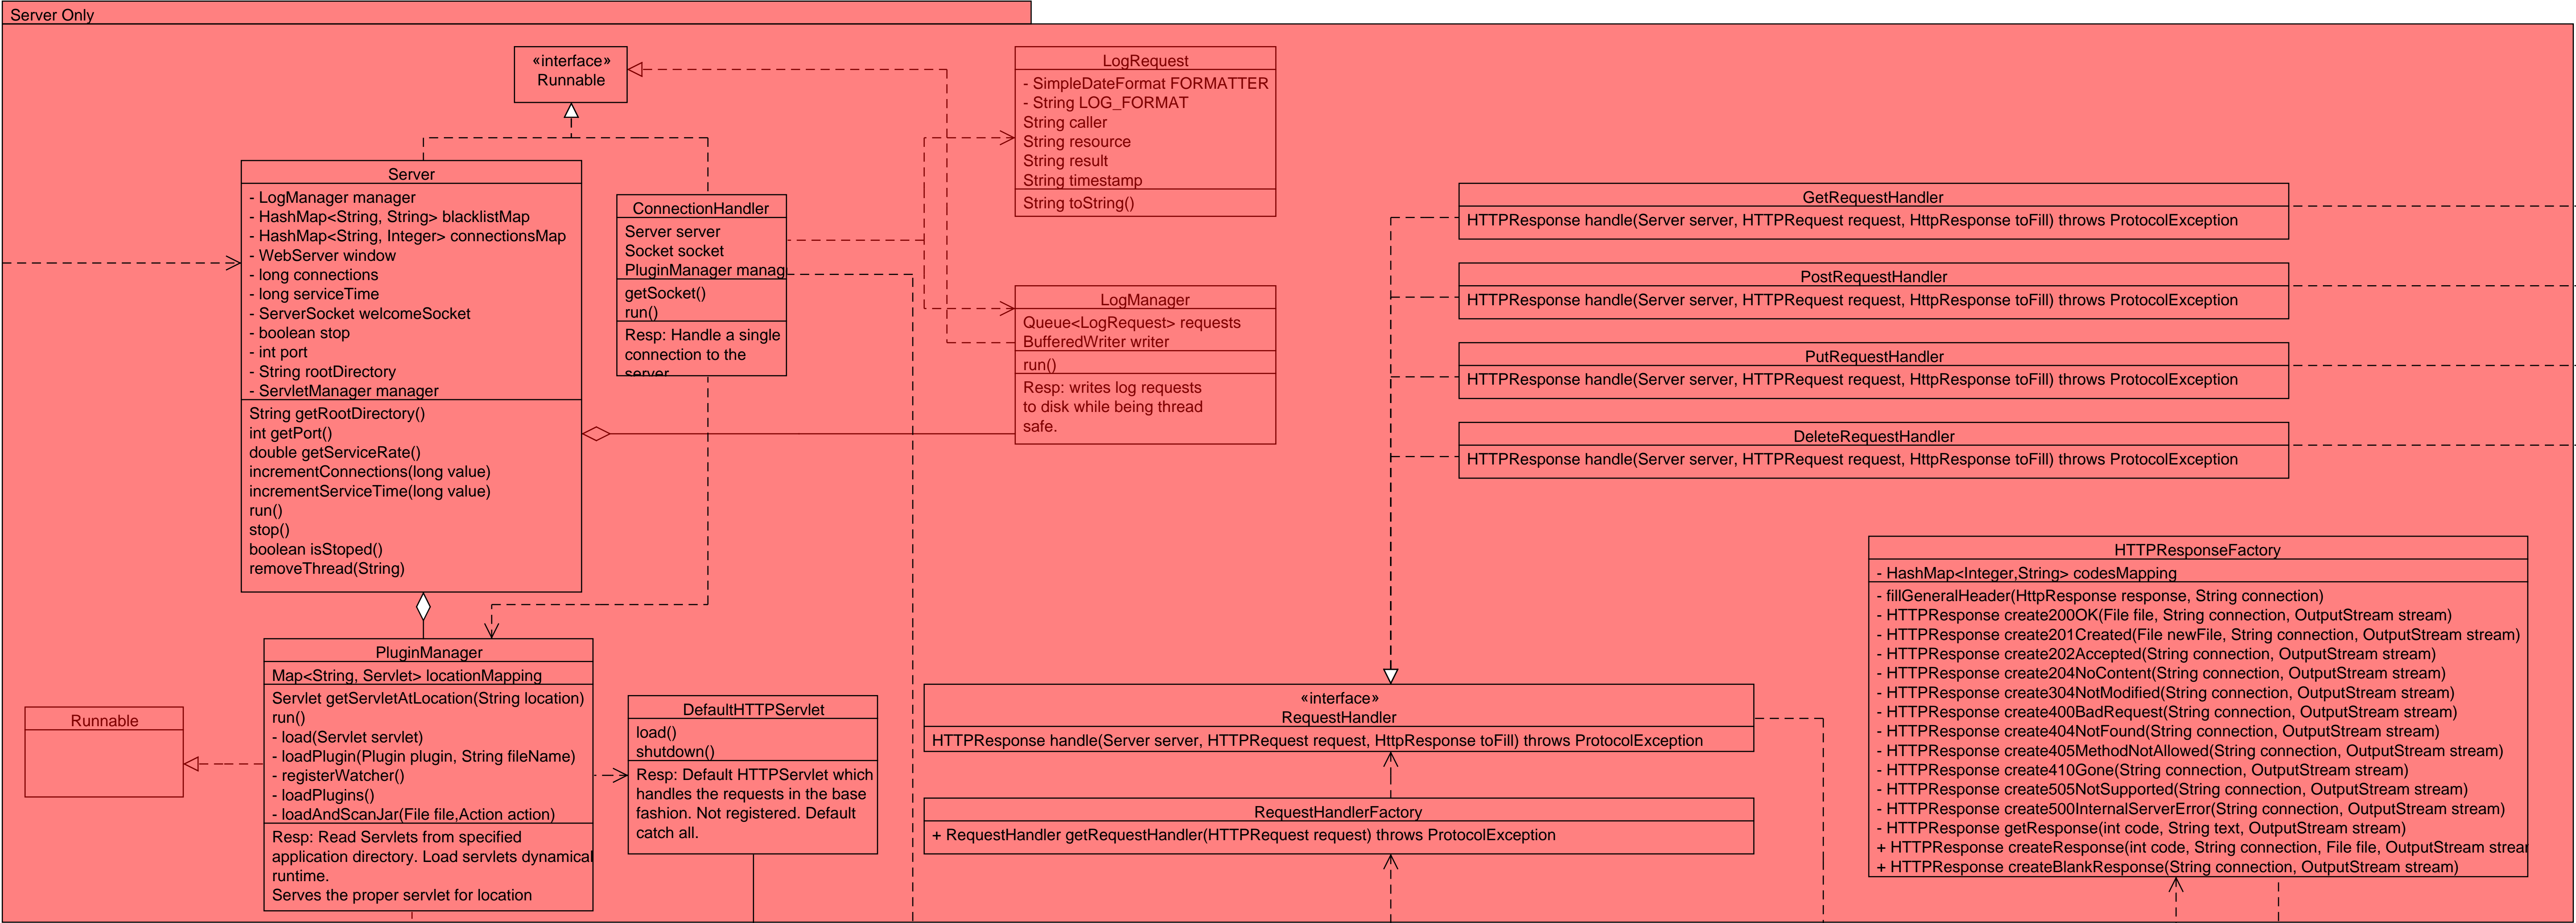 Server Only
«interface»
Runnable
LogRequest
- SimpleDateFormat FORMATTER
- String LOG_FORMAT
String caller
String resource
String result
String timestamp
String toString()
Server
- LogManager manager
- HashMap<String, String> blacklistMap
- HashMap<String, Integer> connectionsMap
- WebServer window
- long connections
- long serviceTime
- ServerSocket welcomeSocket
- boolean stop
- int port
- String rootDirectory
- ServletManager manager
String getRootDirectory()
int getPort()
double getServiceRate()
incrementConnections(long value)
incrementServiceTime(long value)
run()
stop()
boolean isStoped()
removeThread(String)
ConnectionHandler
Server server
Socket socket
PluginManager manag
getSocket()
run()
Resp: Handle a single
connection to the
server
LogManager
Queue<LogRequest> requests
BufferedWriter writer
run()
Resp: writes log requests
to disk while being thread
safe.
GetRequestHandler
HTTPResponse handle(Server server, HTTPRequest request, HttpResponse toFill) throws ProtocolException
PostRequestHandler
HTTPResponse handle(Server server, HTTPRequest request, HttpResponse toFill) throws ProtocolException
PutRequestHandler
HTTPResponse handle(Server server, HTTPRequest request, HttpResponse toFill) throws ProtocolException
DeleteRequestHandler
HTTPResponse handle(Server server, HTTPRequest request, HttpResponse toFill) throws ProtocolException
HTTPResponseFactory
- HashMap<Integer,String> codesMapping
- fillGeneralHeader(HttpResponse response, String connection)
- HTTPResponse create200OK(File file, String connection, OutputStream stream)
- HTTPResponse create201Created(File newFile, String connection, OutputStream stream)
- HTTPResponse create202Accepted(String connection, OutputStream stream)
- HTTPResponse create204NoContent(String connection, OutputStream stream)
- HTTPResponse create304NotModified(String connection, OutputStream stream)
- HTTPResponse create400BadRequest(String connection, OutputStream stream)
- HTTPResponse create404NotFound(String connection, OutputStream stream)
- HTTPResponse create405MethodNotAllowed(String connection, OutputStream stream)
- HTTPResponse create410Gone(String connection, OutputStream stream)
- HTTPResponse create505NotSupported(String connection, OutputStream stream)
- HTTPResponse create500InternalServerError(String connection, OutputStream stream)
- HTTPResponse getResponse(int code, String text, OutputStream stream)
+ HTTPResponse createResponse(int code, String connection, File file, OutputStream strear
+ HTTPResponse createBlankResponse(String connection, OutputStream stream)
PluginManager
Map<String, Servlet> locationMapping
Servlet getServletAtLocation(String location)
run()
- load(Servlet servlet)
- loadPlugin(Plugin plugin, String fileName)
- registerWatcher()
- loadPlugins()
- loadAndScanJar(File file,Action action)
Resp: Read Servlets from specified
application directory. Load servlets dynamical
runtime.
Serves the proper servlet for location
Runnable
DefaultHTTPServlet
load()
shutdown()
Resp: Default HTTPServlet which
handles the requests in the base
fashion. Not registered. Default
catch all.
«interface»
RequestHandler
HTTPResponse handle(Server server, HTTPRequest request, HttpResponse toFill) throws ProtocolException
RequestHandlerFactory
+ RequestHandler getRequestHandler(HTTPRequest request) throws ProtocolException